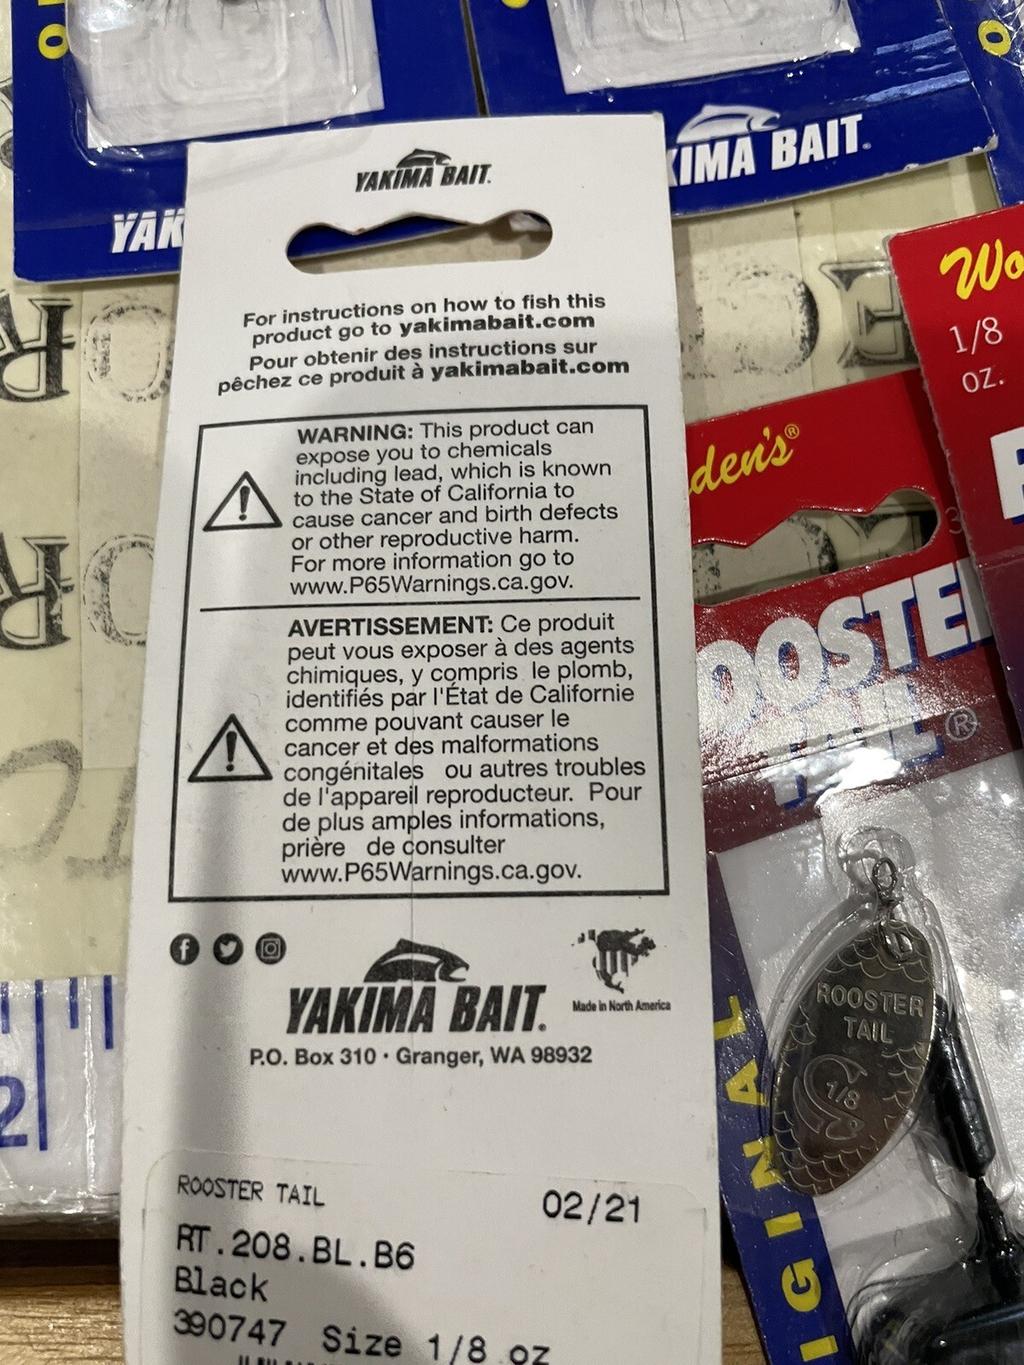 YAKIMA BAIT.
For instructions on how to fish this
product go to yakimabait.com
Pour obtenir des instructions sur
pêchez ce produit à yakimabait.com
WARNING: This product can
expose you to chemicals
including lead, which is known
to the State of California to
cause cancer and birth defects
or other reproductive harm.
For more information go to
www.P65Warnings.ca.gov.
AVERTISSEMENT: Ce produit
peut vous exposer à des agents
chimiques, y compris le plomb,
identifiés par l'État de Californie
comme pouvant causer le
cancer et des malformations
congénitales ou autres troubles
de l'appareil reproducteur. Pour
de plus amples informations,
prière de consulter
www.P65Warnings.ca.gov.
YAKIMA BAIT.
Made in North America
P.O. Box 310 · Granger, WA 98932
ROOSTER TAIL
02/21
RT.208.BL.B6
Black
390747 Size 1/8 oz
YAK
KIMA BAIT.
Wo
1/8
OZ.
den's®
OOSTE
TAIL®
ROOSTER
TAIL
1/8
IGINAL
2